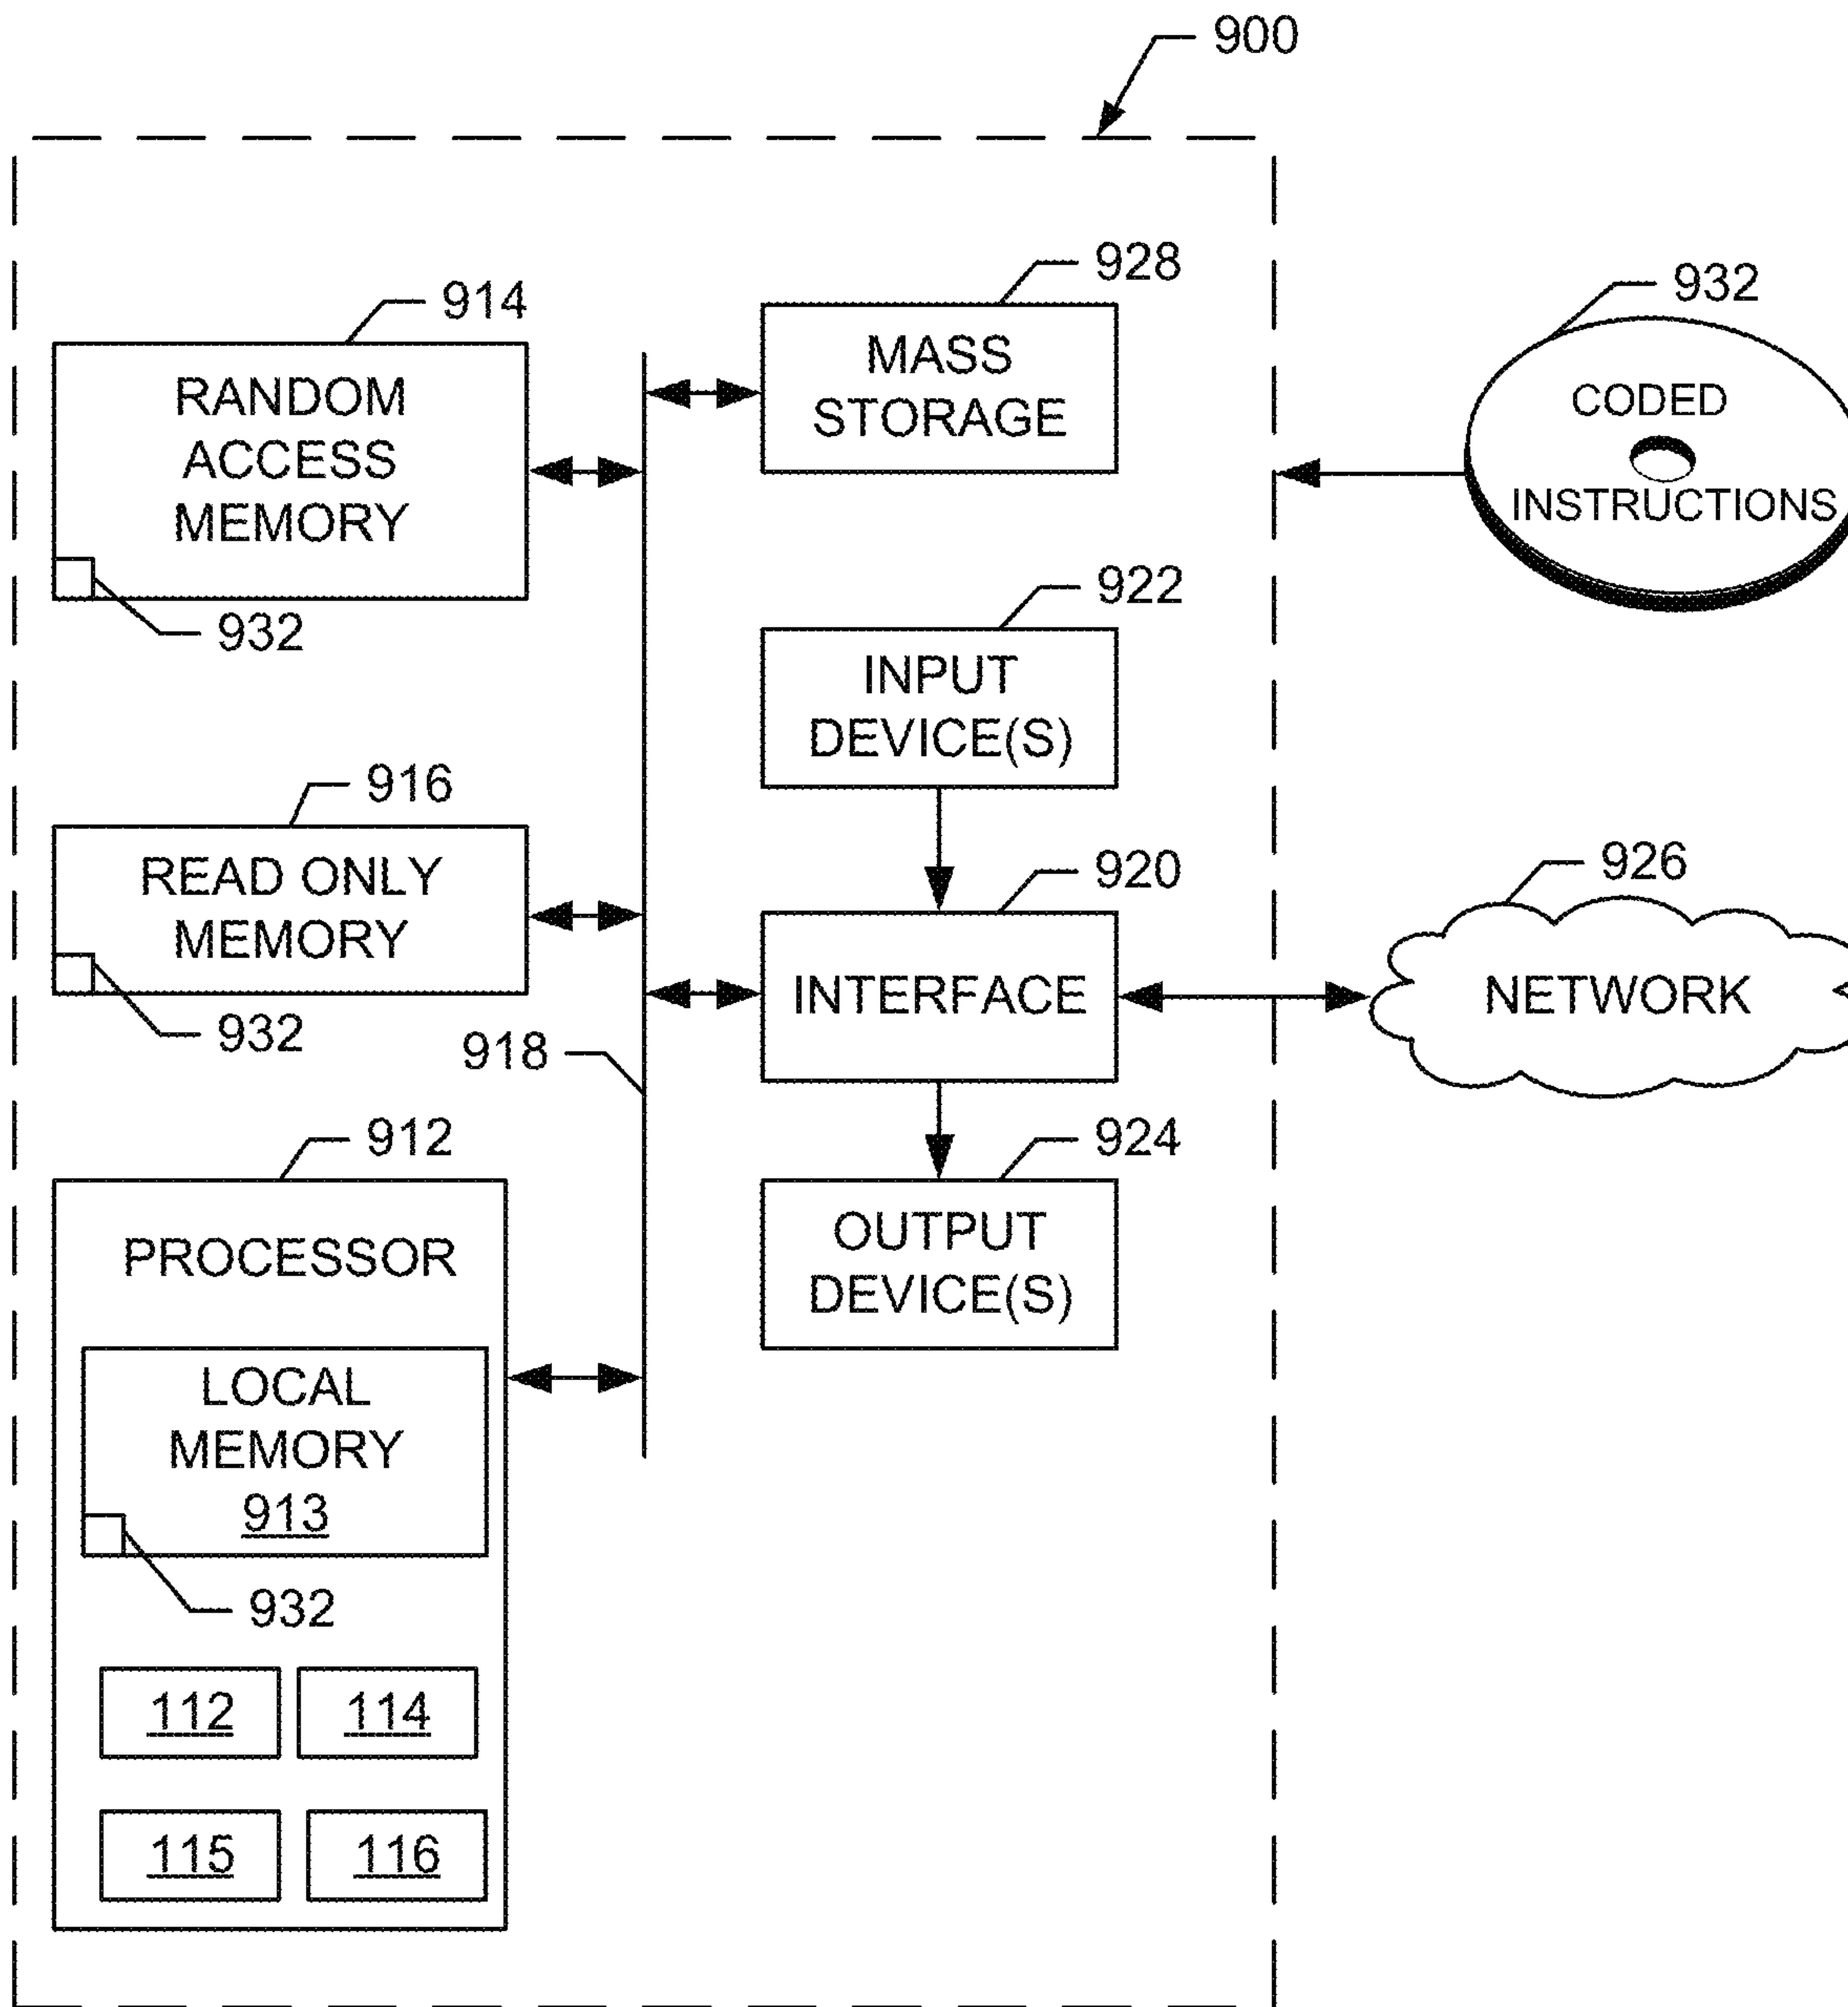 900
914
RANDOM
ACCESS
MEMORY
932
928
MASS
STORAGE
932
CODED
INSTRUCTIONS
922
INPUT
DEVICE(S)
916
READ ONLY
MEMORY
932
918
920
INTERFACE
926
NETWORK
912
PROCESSOR
LOCAL
MEMORY
913
932
112
114
115
116
924
OUTPUT
DEVICE(S)